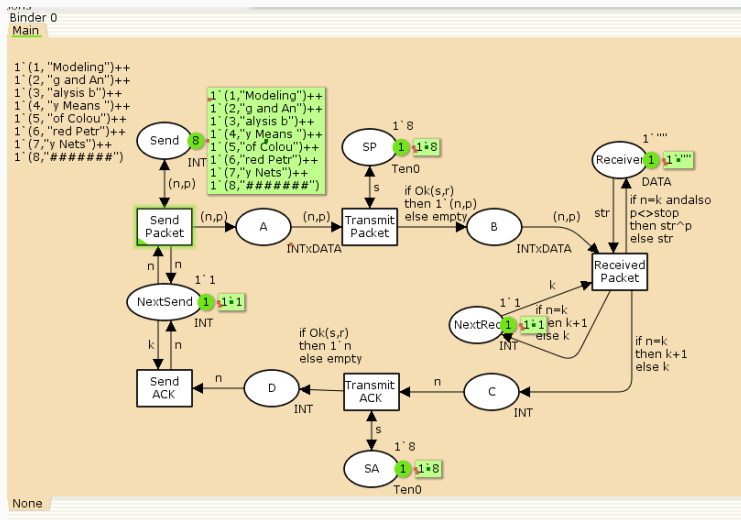 Binder 0
Main
1`(1, "Modeling")++
1`(2, "g and An")++
1`(3, "alysis b")++
1`(4, "y Means ")++
1`(5, "of Colou")++
1`(6, "red Petr")++
1`(7,"y Nets")++
1`(8,"#######")
Send
8
INT
1`(1,"Modeling")++
1`(2,"g and An")++
1`(3,"alysis b")++
1`(4,"y Means ")++
1`(5,"of Colou")++
1`(6,"red Petr")++
1`(7,"y Nets")++
1`(8,"#######")
1`8
SP
1
1`8
Ten0
1`""
Receiver
1
1`""
DATA
(n,p)
s
if Ok(s,r)
then 1`(n,p)
else empty
str
if n=k andalso
p<>stop
then str^p
else str
Send
Packet
(n,p)
A
(n,p)
INTxDATA
Transmit
Packet
B
(n,p)
INTxDATA
Received
Packet
n
n
1`1
NextSend
1
1`1
INT
k
n
k
1`1
NextRec
1
1`1
INT
if n=k
then k+1
else k
if n=k
then k+1
else k
if Ok(s,r)
then 1`n
else empty
Send
ACK
n
D
INT
Transmit
ACK
n
C
INT
s
1`8
SA
1
1`8
Ten0
None